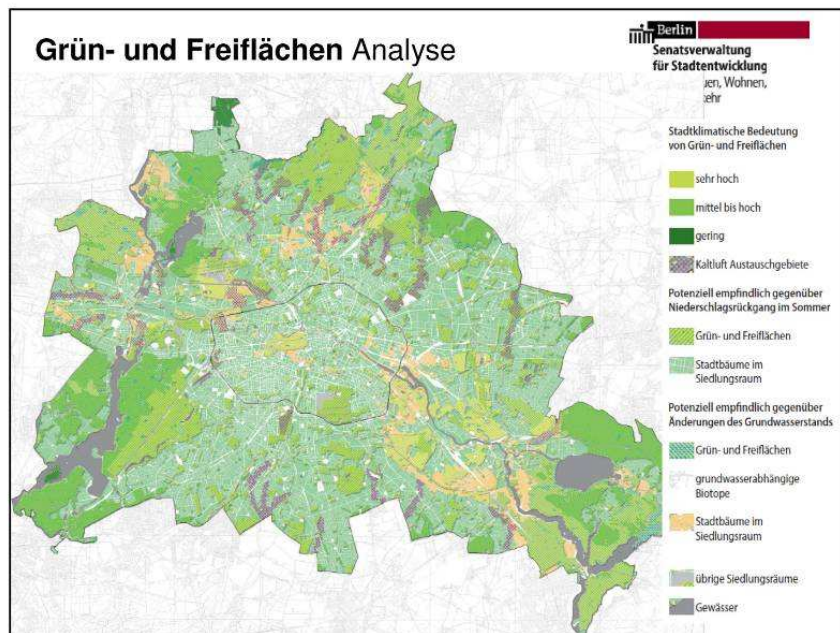 Grün- und Freiflächen Analyse
Berlin
Senatsverwaltung
für Stadtentwicklung
uen, Wohnen,
kehr
Stadtklimatische Bedeutung
von Grün- und Freiflächen
sehr hoch
mittel bis hoch
gering
Kaltluft Austauschgebiete
Potenziell empfindlich gegenüber
Niederschlagsrückgang im Sommer
Grün- und Freiflächen
Stadtbäume im
Siedlungsraum
Potenziell empfindlich gegenüber
Änderungen des Grundwasserstands
Grün- und Freiflächen
grundwasserabhängige
Biotope
Stadtbäume im
Siedlungsraum
übrige Siedlungsräume
Gewässer